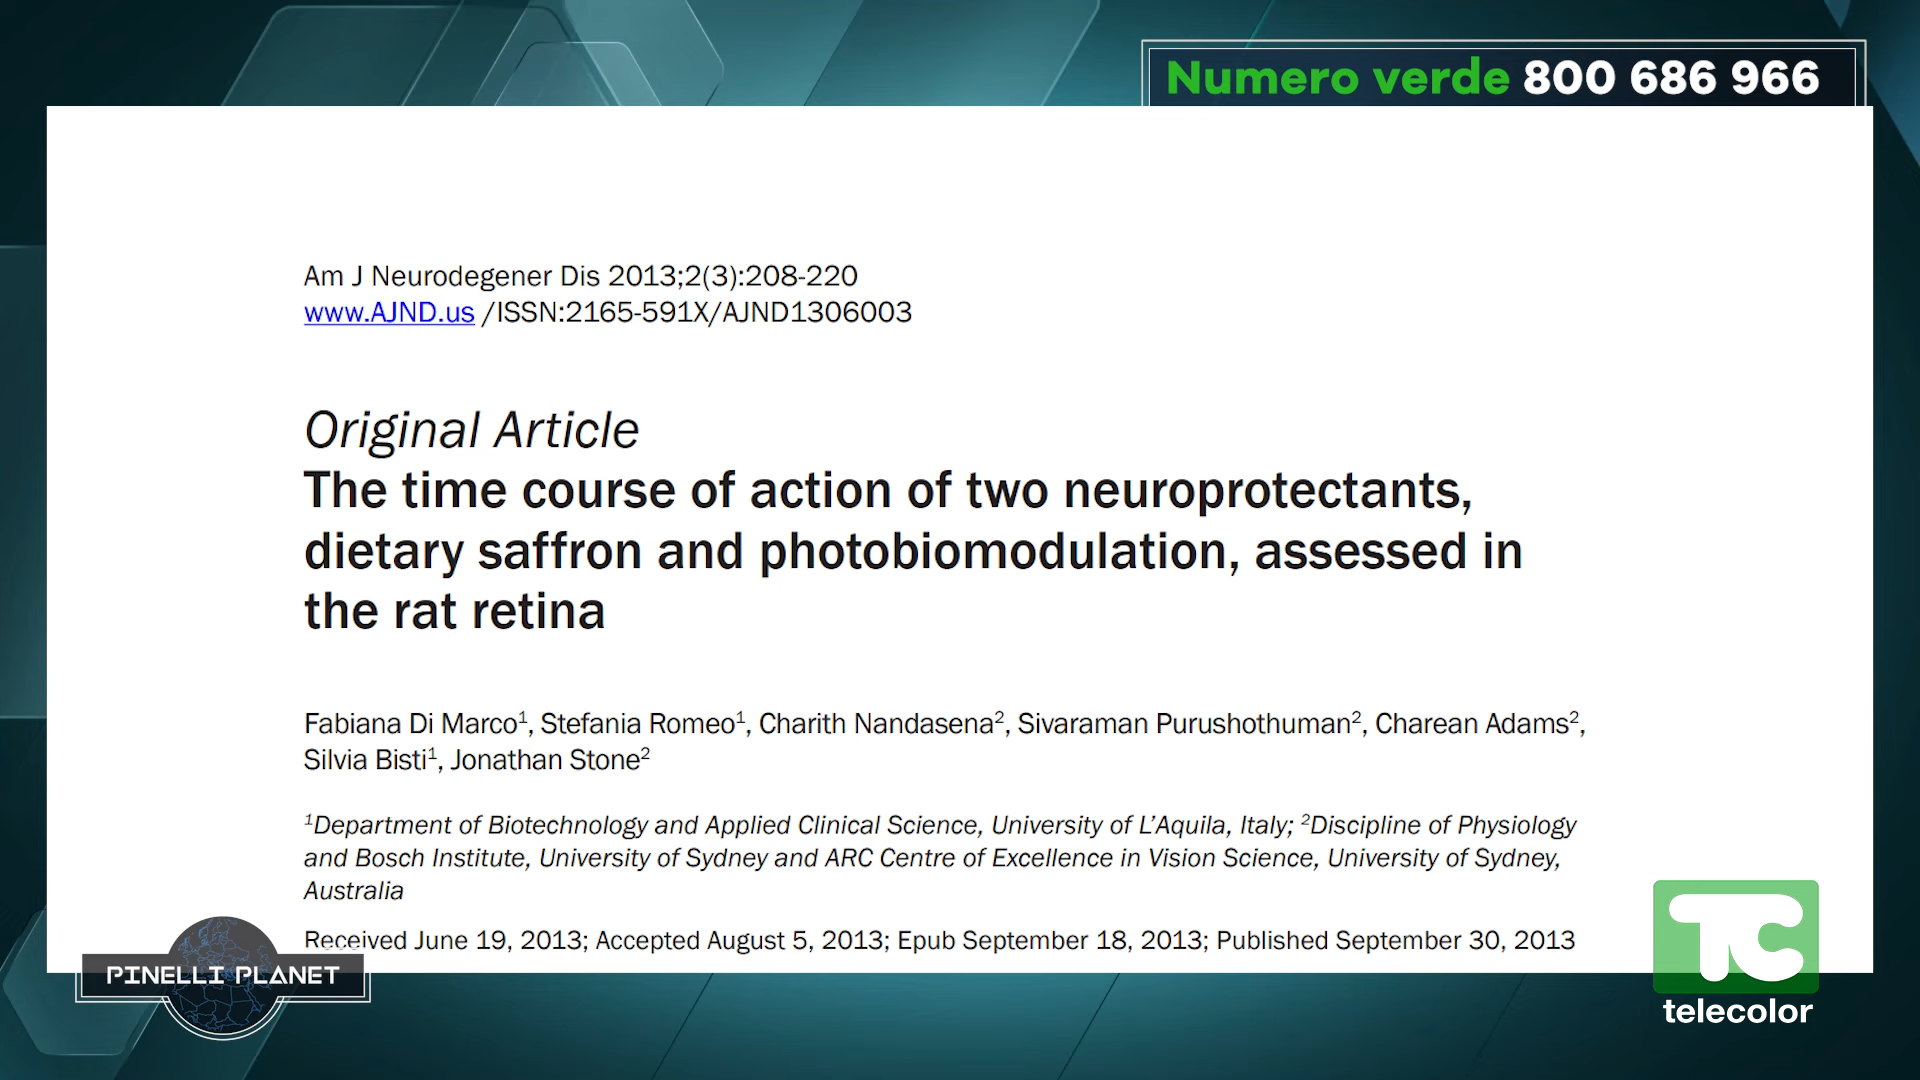 Numero verde 800 686 966
Am J Neurodegener Dis 2013;2(3):208-220
www.AJND.us /ISSN:2165-591X/AJND1306003
Original Article
The time course of action of two neuroprotectants,
dietary saffron and photobiomodulation, assessed in
the rat retina
Fabiana Di Marco¹, Stefania Romeo¹, Charith Nandasena², Sivaraman Purushothuman², Charean Adams²,
Silvia Bisti¹, Jonathan Stone²
¹Department of Biotechnology and Applied Clinical Science, University of L’Aquila, Italy; ²Discipline of Physiology
and Bosch Institute, University of Sydney and ARC Centre of Excellence in Vision Science, University of Sydney,
Australia
Received June 19, 2013; Accepted August 5, 2013; Epub September 18, 2013; Published September 30, 2013
PINELLI PLANET
TC
telecolor